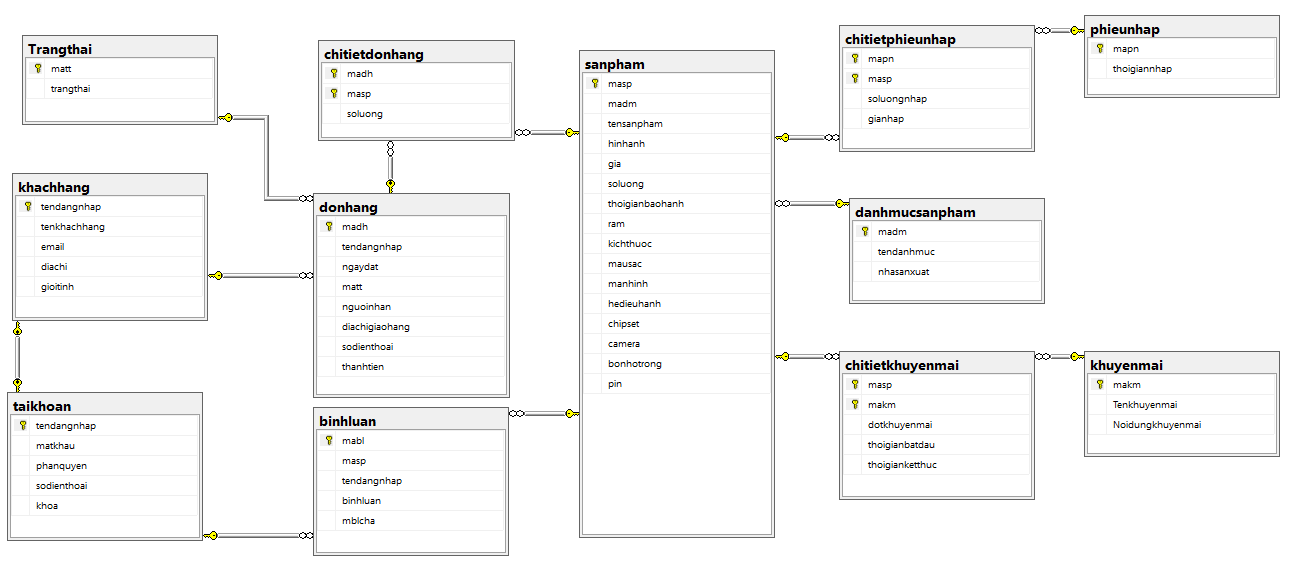 Trangthai
matt
trangthai
chitietdonhang
madh
masp
soluong
sanpham
masp
madm
tensanpham
hinhanh
gia
soluong
thoigianbaohanh
ram
kichthuoc
mausac
manhinh
hedieuhanh
chipset
camera
bonhotrong
pin
chitietphieunhap
mapn
masp
soluongnhap
gianhap
phieunhap
mapn
thoigiannhap
khachhang
tendangnhap
tenkhachhang
email
diachi
gioitinh
donhang
madh
tendangnhap
ngaydat
matt
nguoinhan
diachigiaohang
sodienthoai
thanhtien
danhmucsanpham
madm
tendanhmuc
nhasanxuat
taikhoan
tendangnhap
matkhau
phanquyen
sodienthoai
khoa
binhluan
mabl
masp
tendangnhap
binhluan
mblcha
chitietkhuyenmai
masp
makm
dotkhuyenmai
thoigianbatdau
thoigianketthuc
khuyenmai
makm
Tenkhuyenmai
Noidungkhuyenmai